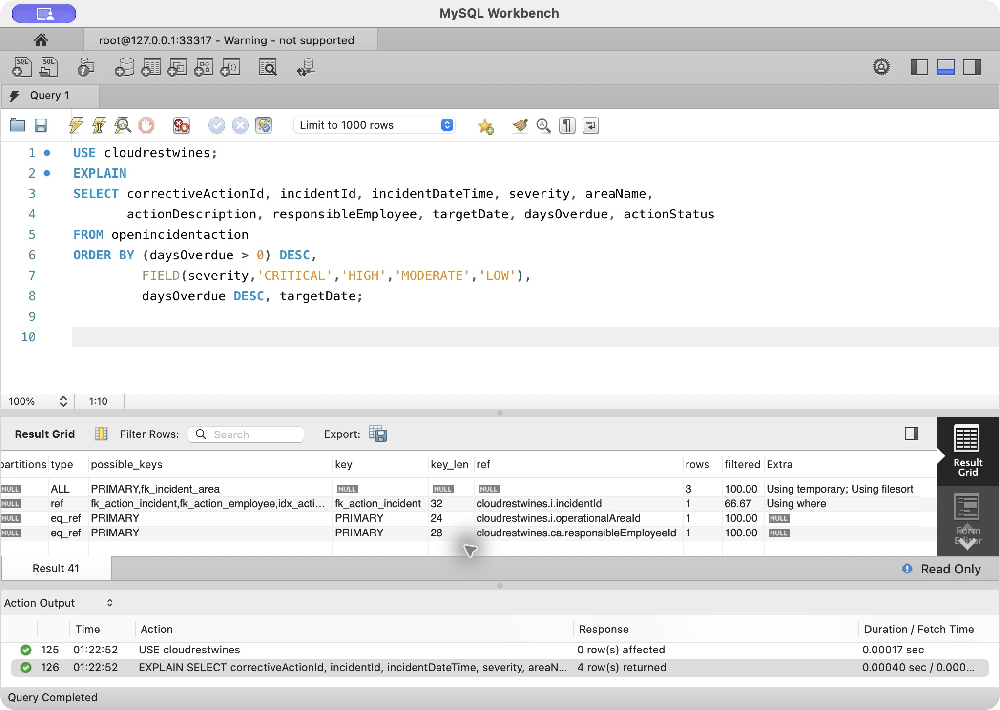 MySQL Workbench
root@127.0.0.1:33317 - Warning - not supported
SQL SQL f()
Query 1
Limit to 1000 rows
1 USE cloudrestwines;
2 EXPLAIN
3 SELECT correctiveActionId, incidentId, incidentDateTime, severity, areaName,
4 actionDescription, responsibleEmployee, targetDate, daysOverdue, actionStatus
5 FROM openincidentaction
6 ORDER BY (daysOverdue > 0) DESC,
7 FIELD(severity,'CRITICAL','HIGH','MODERATE','LOW'),
8 daysOverdue DESC, targetDate;
9
10
100% 1:10
Result Grid Filter Rows: Search Export:
partitions type possible_keys key key_len ref rows filtered Extra
NULL ALL PRIMARY,fk_incident_area NULL NULL NULL 3 100.00 Using temporary; Using filesort
NULL ref fk_action_incident,fk_action_employee,idx_acti... fk_action_incident 32 cloudrestwines.i.incidentId 1 66.67 Using where
NULL eq_ref PRIMARY PRIMARY 24 cloudrestwines.i.operationalAreaId 1 100.00 NULL
NULL eq_ref PRIMARY PRIMARY 28 cloudrestwines.ca.responsibleEmployeeId 1 100.00 NULL
Result
Grid
Form
Editor
Result 41 Read Only
Action Output
Time Action Response Duration / Fetch Time
125 01:22:52 USE cloudrestwines 0 row(s) affected 0.00017 sec
126 01:22:52 EXPLAIN SELECT correctiveActionId, incidentId, incidentDateTime, severity, areaN... 4 row(s) returned 0.00040 sec / 0.000...
Query Completed